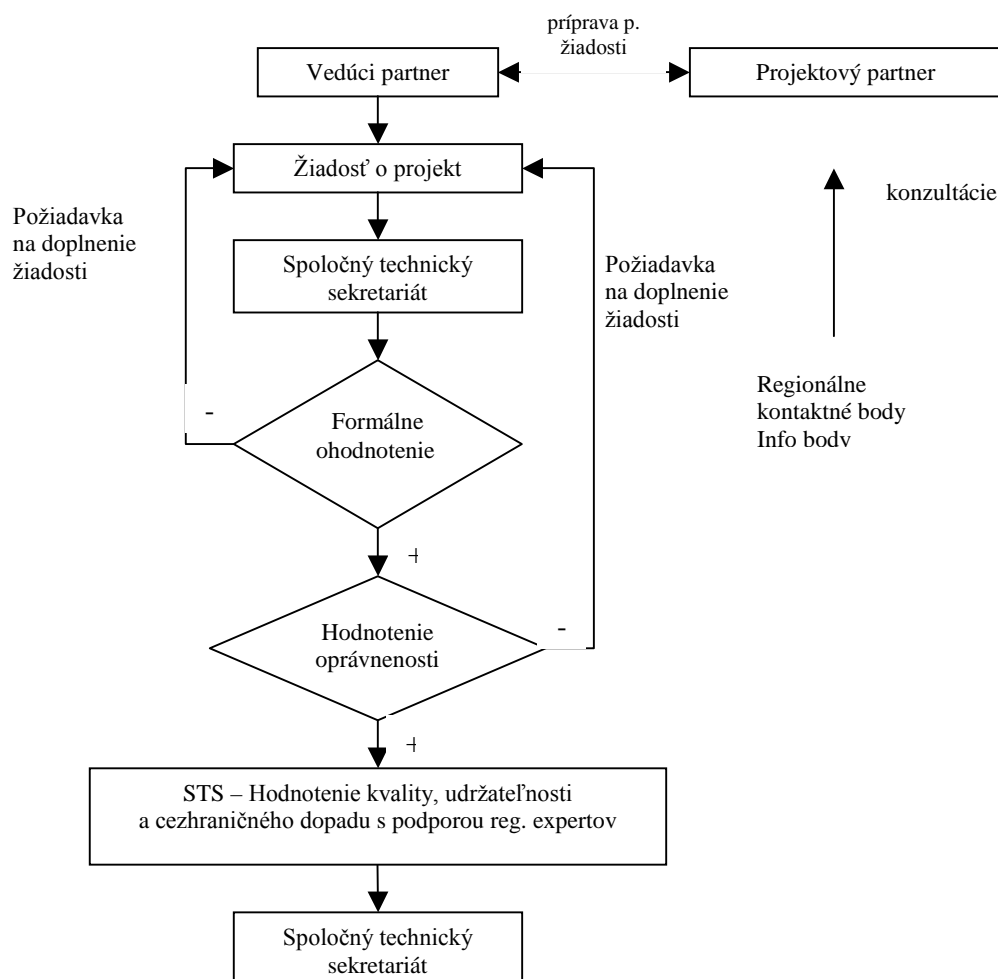 príprava p.
žiadosti
Vedúci partner
Projektový partner
Žiadosť o projekt
konzultácie
Požiadavka
na doplnenie
žiadosti
Spoločný technický
sekretariát
Požiadavka
na doplnenie
žiadosti
Regionálne
kontaktné body
Info body
-
Formálne
ohodnotenie
+
Hodnotenie
oprávnenosti
-
+
STS – Hodnotenie kvality, udržateľnosti
a cezhraničného dopadu s podporou reg. expertov
Spoločný technický
sekretariát